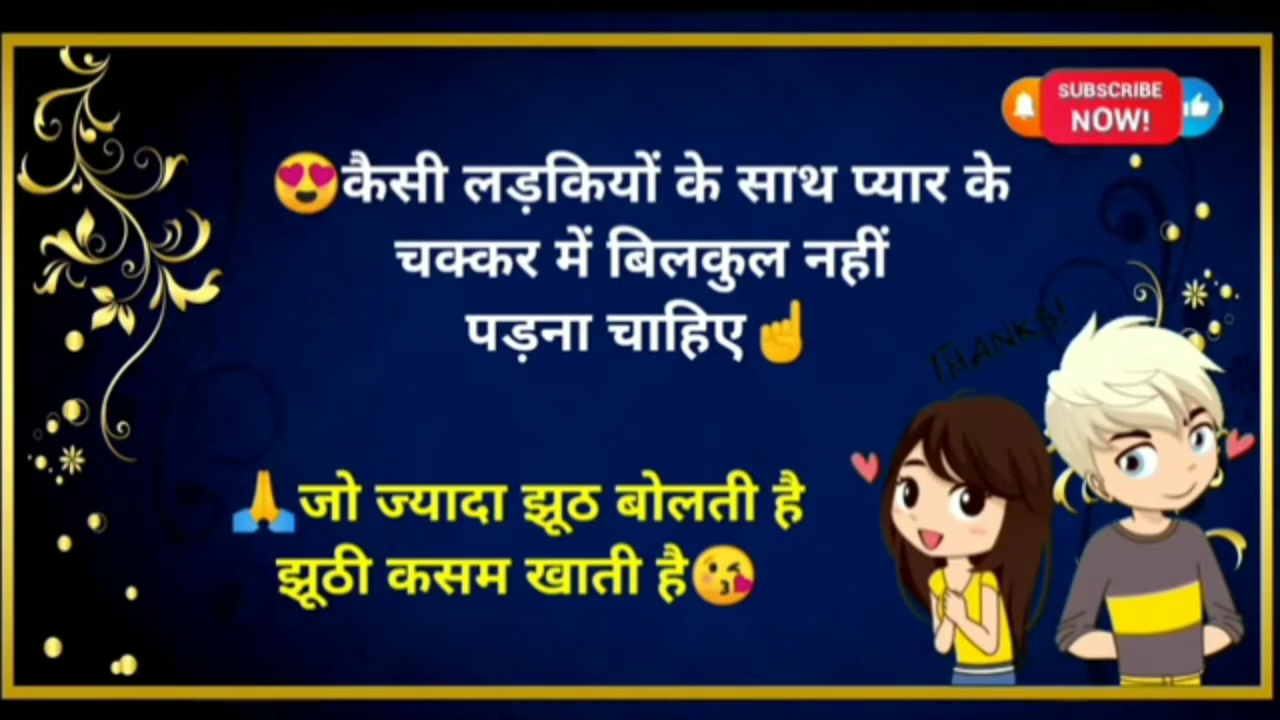 SUBSCRIBE
NOW!
😍कैसी लड़कियों के साथ प्यार के
चक्कर में बिलकुल नहीं
पड़ना चाहिए☝
THANKS!
🙏जो ज्यादा झूठ बोलती है
झूठी कसम खाती है😘